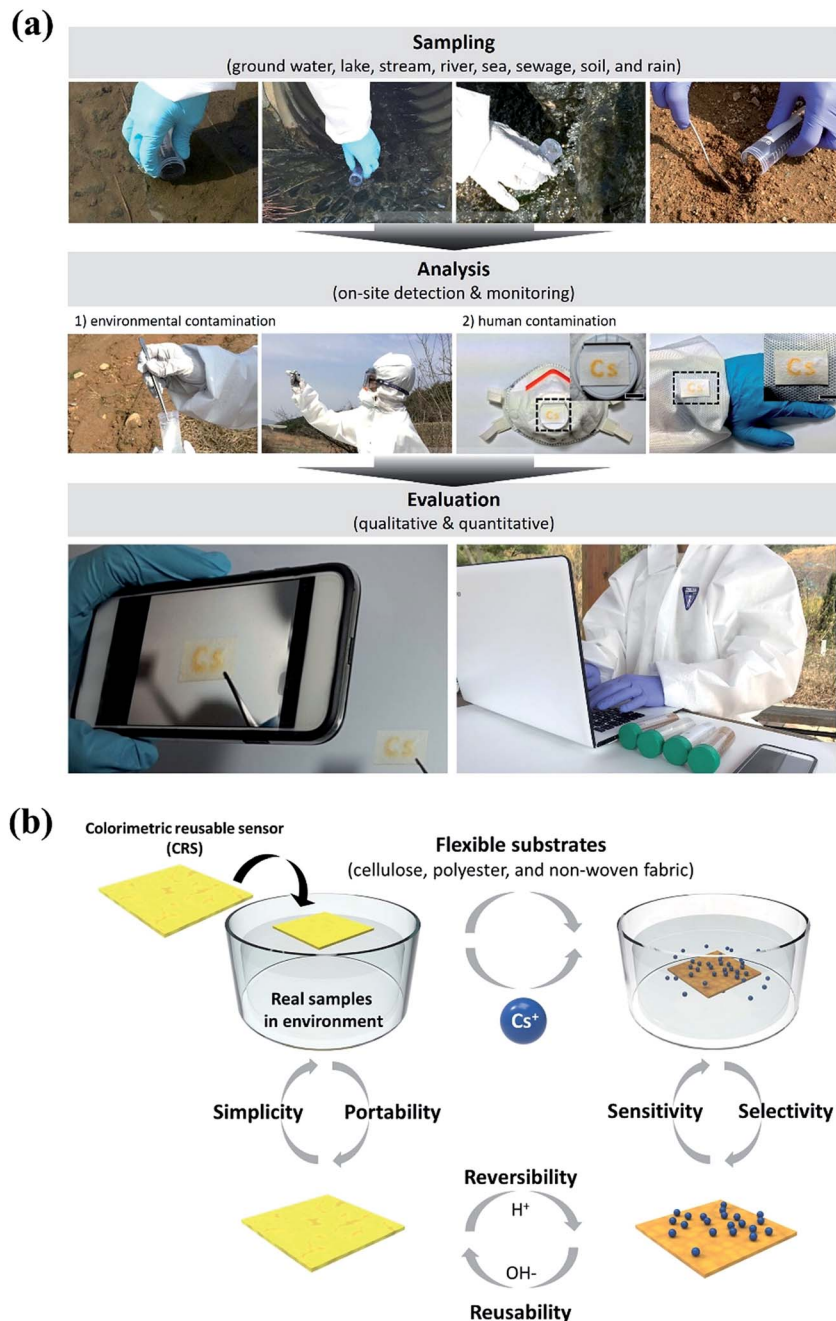 (a)
Sampling
(ground water, lake, stream, river, sea, sewage, soil, and rain)
Analysis
(on-site detection & monitoring)
1) environmental contamination
2) human contamination
Cs
Cs
Cs
Cs
Evaluation
(qualitative & quantitative)
Cs
Cs
(b)
Colorimetric reusable sensor
(CRS)
Flexible substrates
(cellulose, polyester, and non-woven fabric)
Real samples
in environment
Cs⁺
Simplicity
Portability
Sensitivity
Selectivity
Reversibility
H⁺
OH-
Reusability